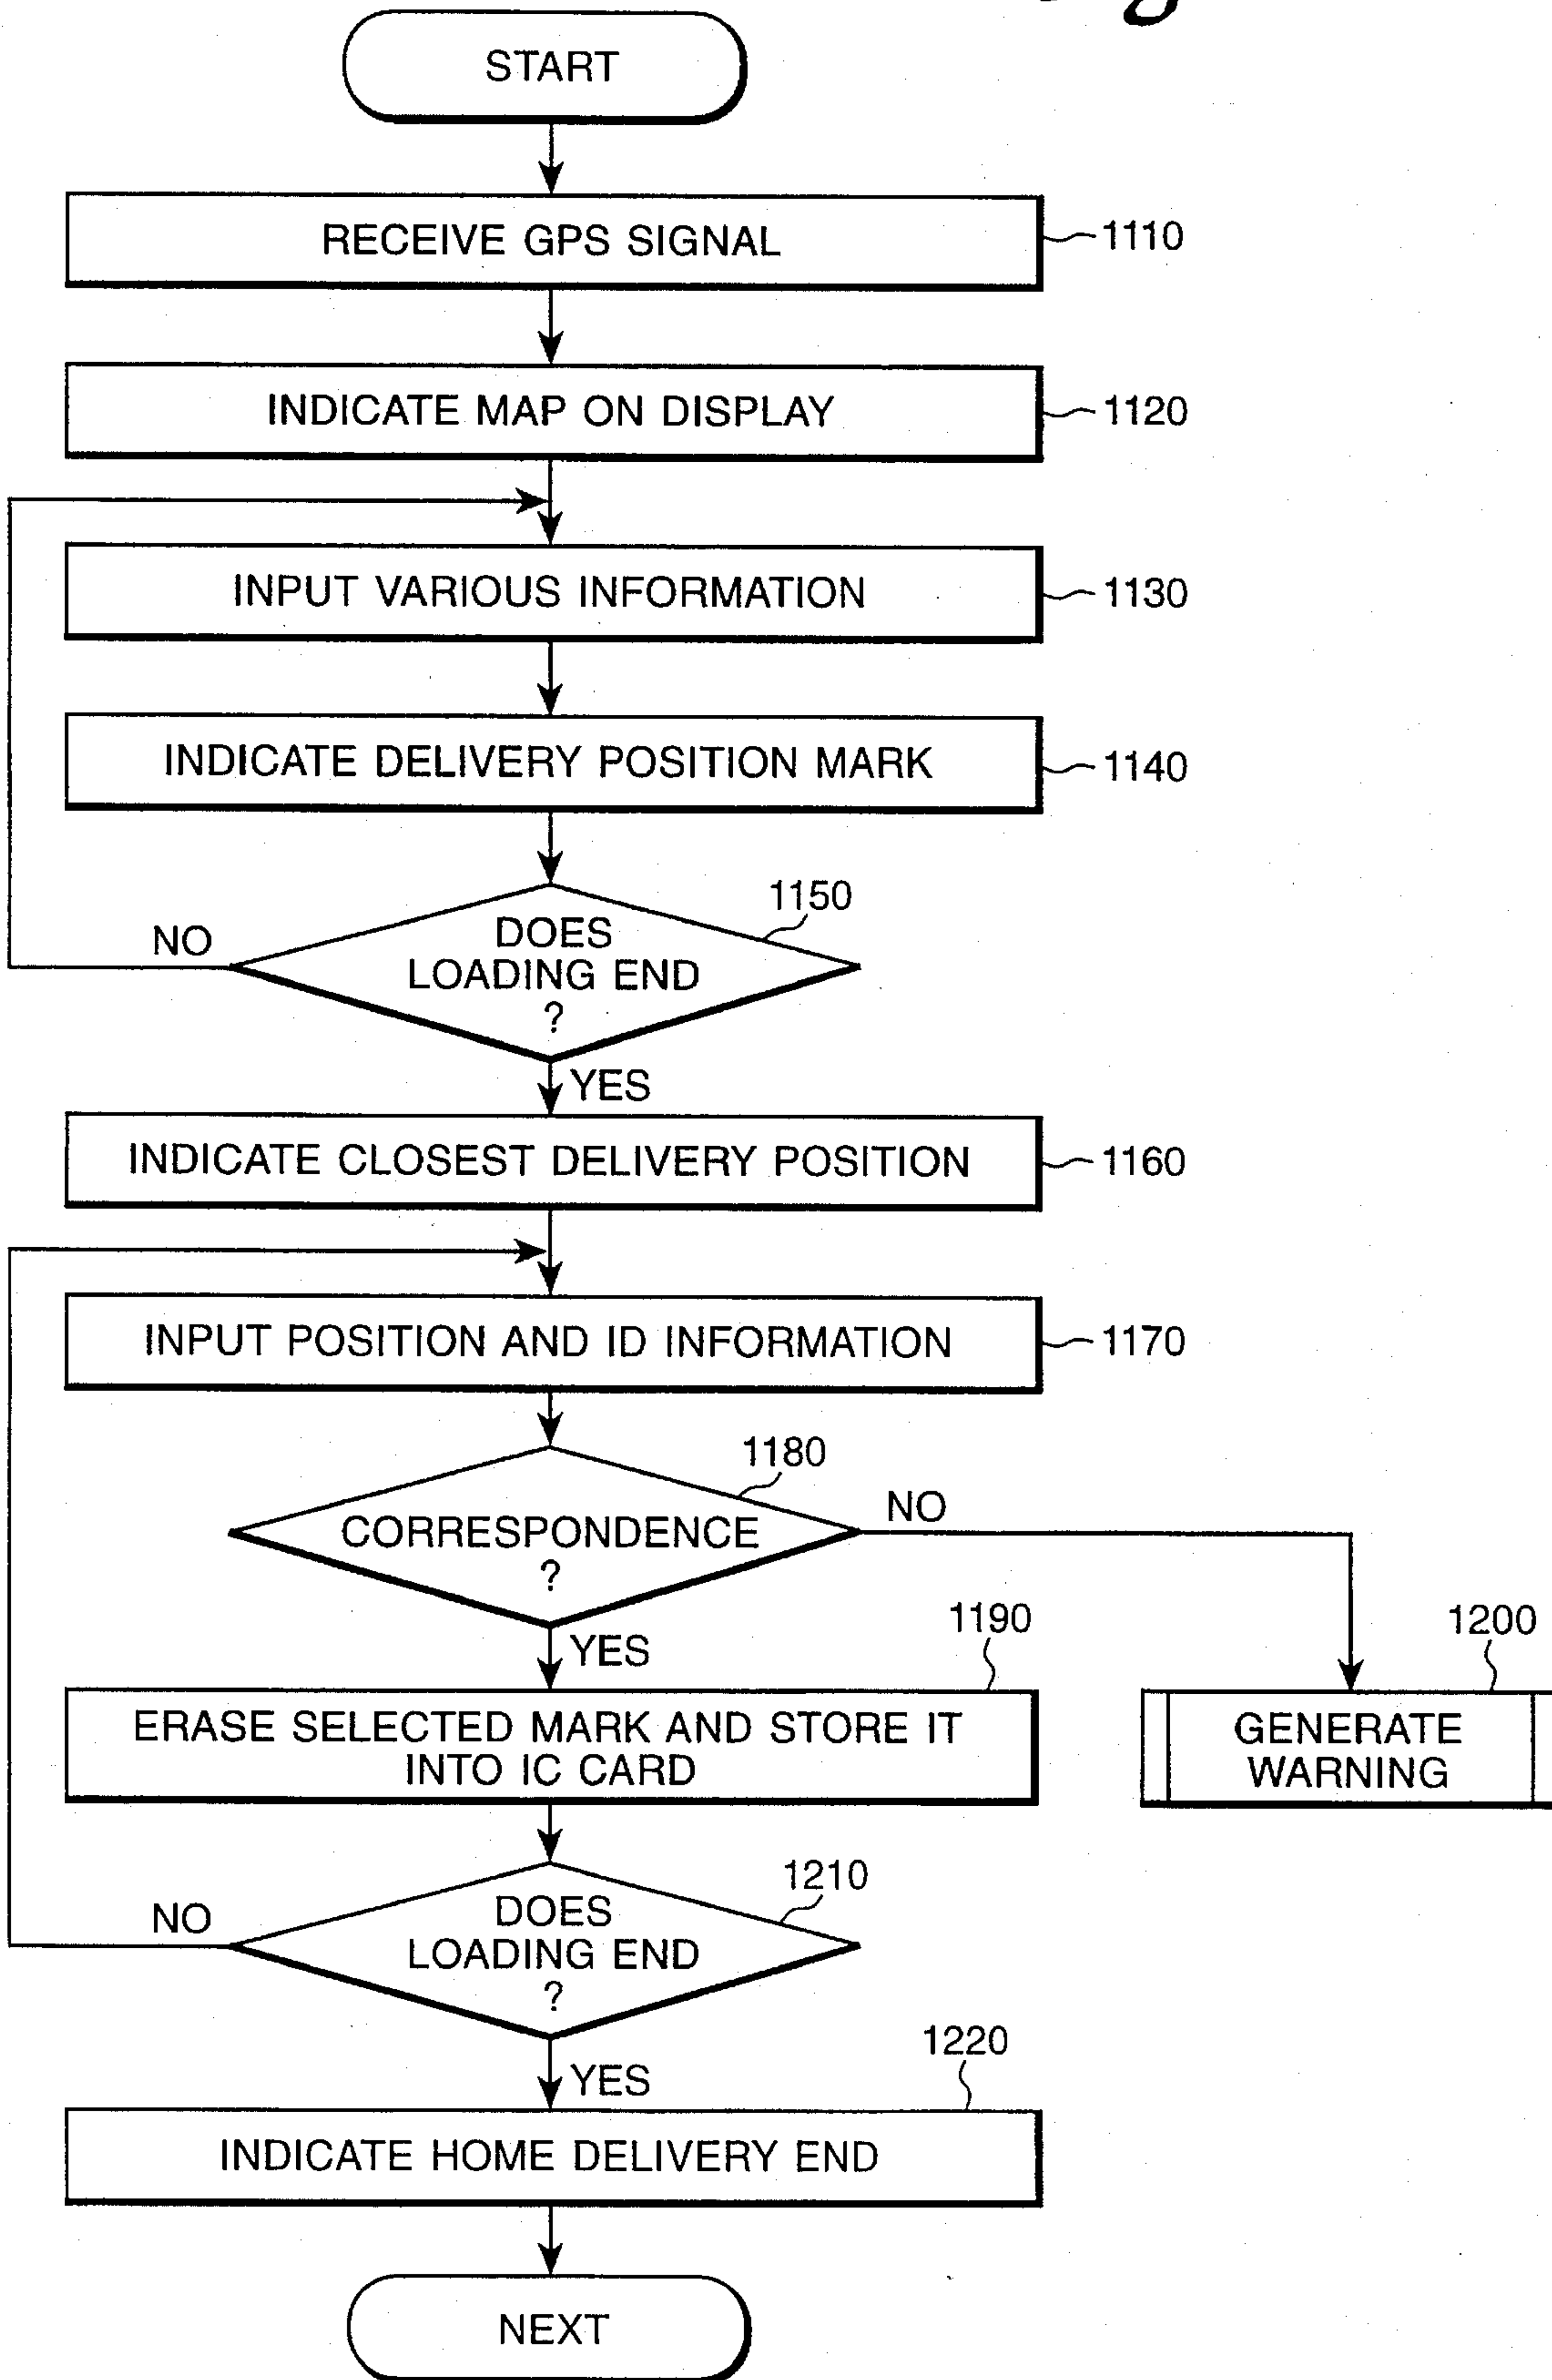 START
RECEIVE GPS SIGNAL
1110
INDICATE MAP ON DISPLAY
1120
INPUT VARIOUS INFORMATION
1130
INDICATE DELIVERY POSITION MARK
1140
1150
NO
DOES
LOADING END
?
YES
INDICATE CLOSEST DELIVERY POSITION
1160
INPUT POSITION AND ID INFORMATION
1170
1180
NO
CORRESPONDENCE
?
YES
1190
1200
ERASE SELECTED MARK AND STORE IT
INTO IC CARD
GENERATE
WARNING
1210
NO
DOES
LOADING END
?
YES
1220
INDICATE HOME DELIVERY END
NEXT